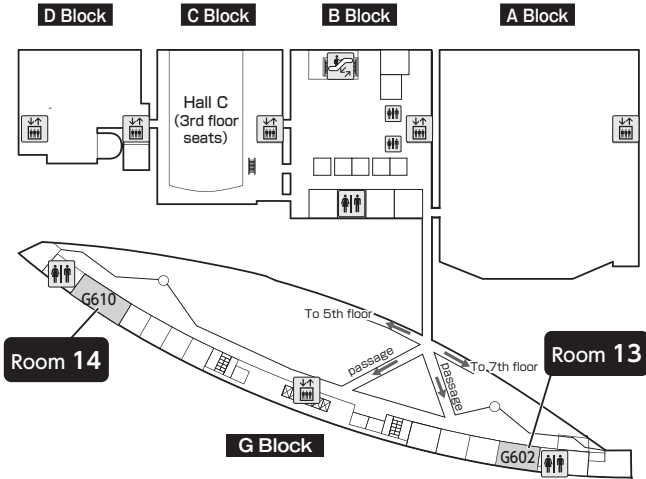 D Block
C Block
B Block
A Block
Hall C
(3rd floor
seats)
G610
To 5th floor
Room 14
passage
To 7th floor
passage
Room 13
G Block
G602